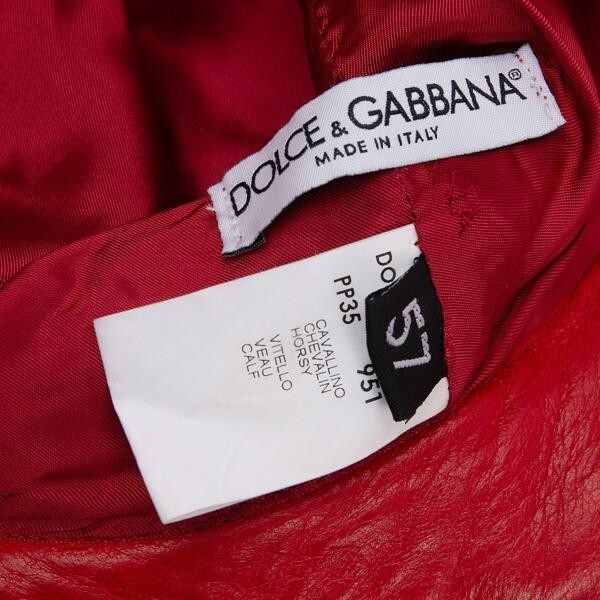 DOLCE & GABBANA®
MADE IN ITALY
57
DO
PP35
951
CAVALLINO
CHEVALIN
HORSY
VITELLO
VEAU
CALF